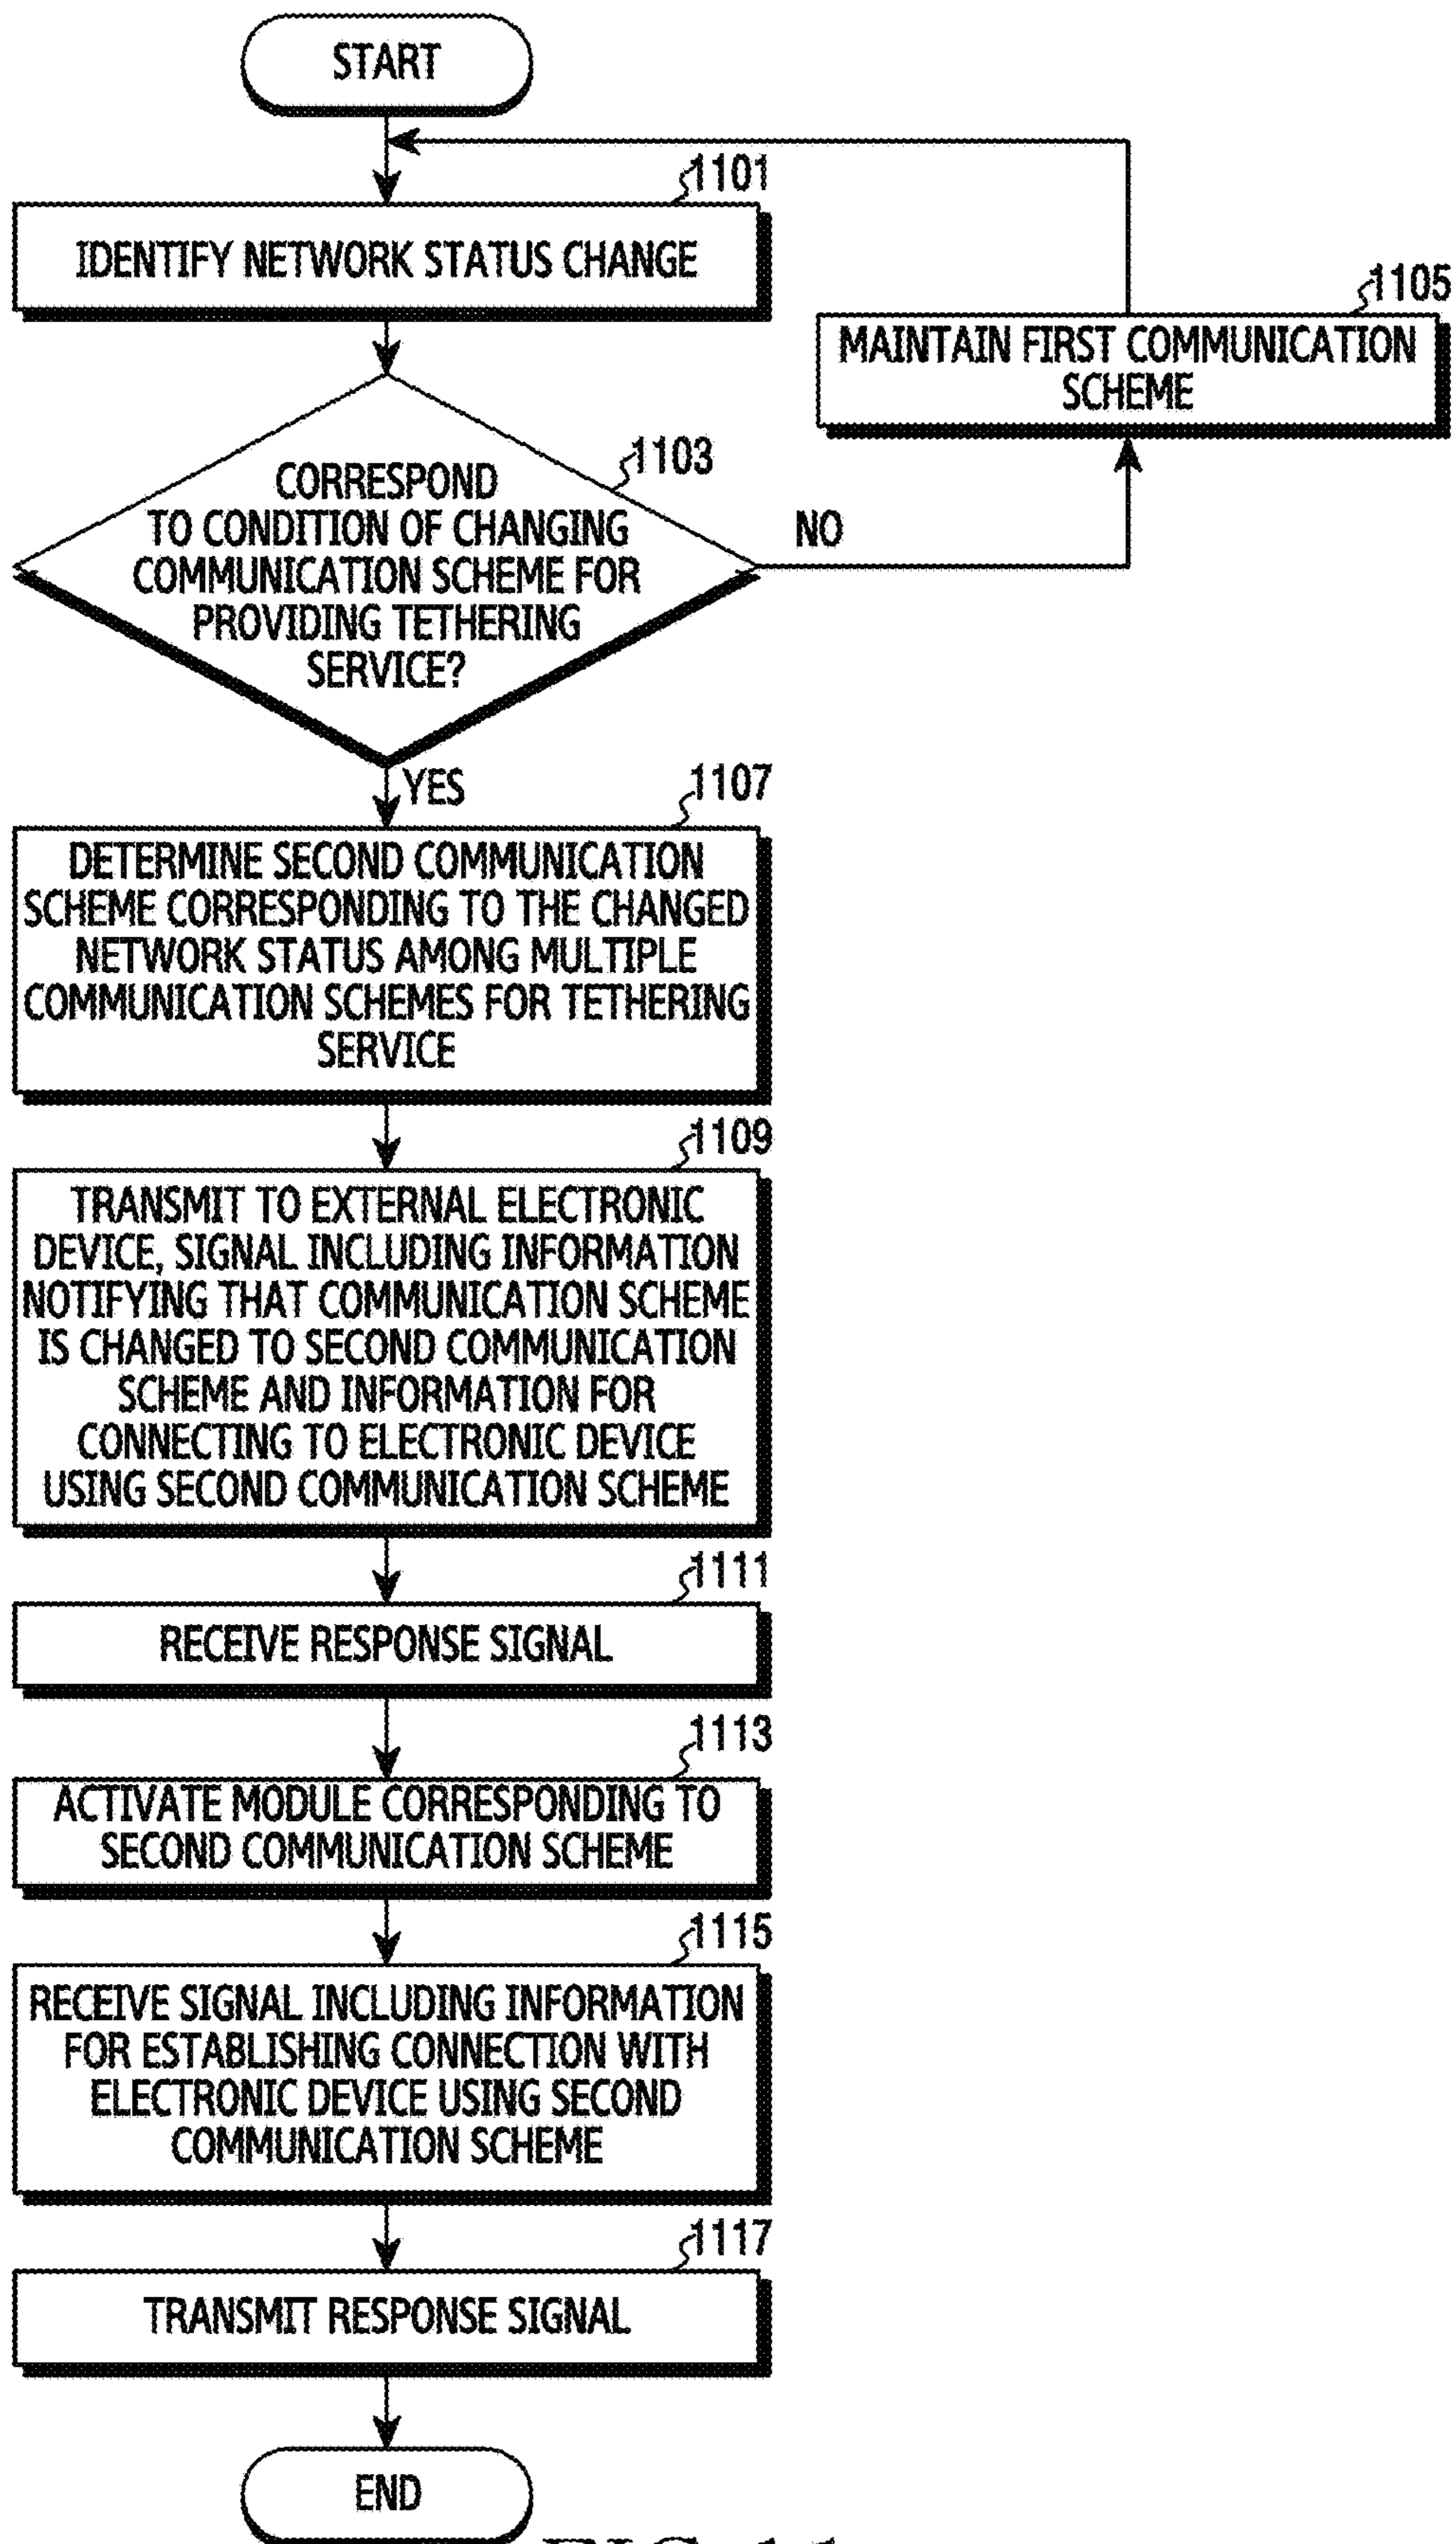 START
1101
IDENTIFY NETWORK STATUS CHANGE
1105
MAINTAIN FIRST COMMUNICATION
SCHEME
1103
CORRESPOND
TO CONDITION OF CHANGING
COMMUNICATION SCHEME FOR
PROVIDING TETHERING
SERVICE?
NO
YES
1107
DETERMINE SECOND COMMUNICATION
SCHEME CORRESPONDING TO THE CHANGED
NETWORK STATUS AMONG MULTIPLE
COMMUNICATION SCHEMES FOR TETHERING
SERVICE
1109
TRANSMIT TO EXTERNAL ELECTRONIC
DEVICE, SIGNAL INCLUDING INFORMATION
NOTIFYING THAT COMMUNICATION SCHEME
IS CHANGED TO SECOND COMMUNICATION
SCHEME AND INFORMATION FOR
CONNECTING TO ELECTRONIC DEVICE
USING SECOND COMMUNICATION SCHEME
1111
RECEIVE RESPONSE SIGNAL
1113
ACTIVATE MODULE CORRESPONDING TO
SECOND COMMUNICATION SCHEME
1115
RECEIVE SIGNAL INCLUDING INFORMATION
FOR ESTABLISHING CONNECTION WITH
ELECTRONIC DEVICE USING SECOND
COMMUNICATION SCHEME
1117
TRANSMIT RESPONSE SIGNAL
END